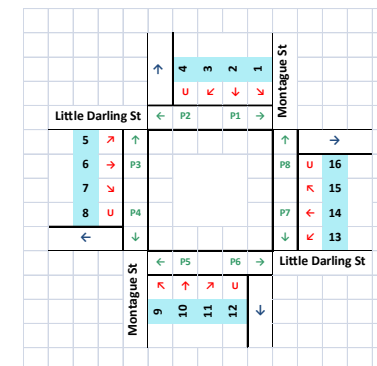 4 3 2 1
Montague St
U
Little Darling St
P2 P1
5
6 P3 P8 U 16
7 15
8 U P4 P7 14
13
P5 P6
Little Darling St
Montague St
U
9 10 11 12